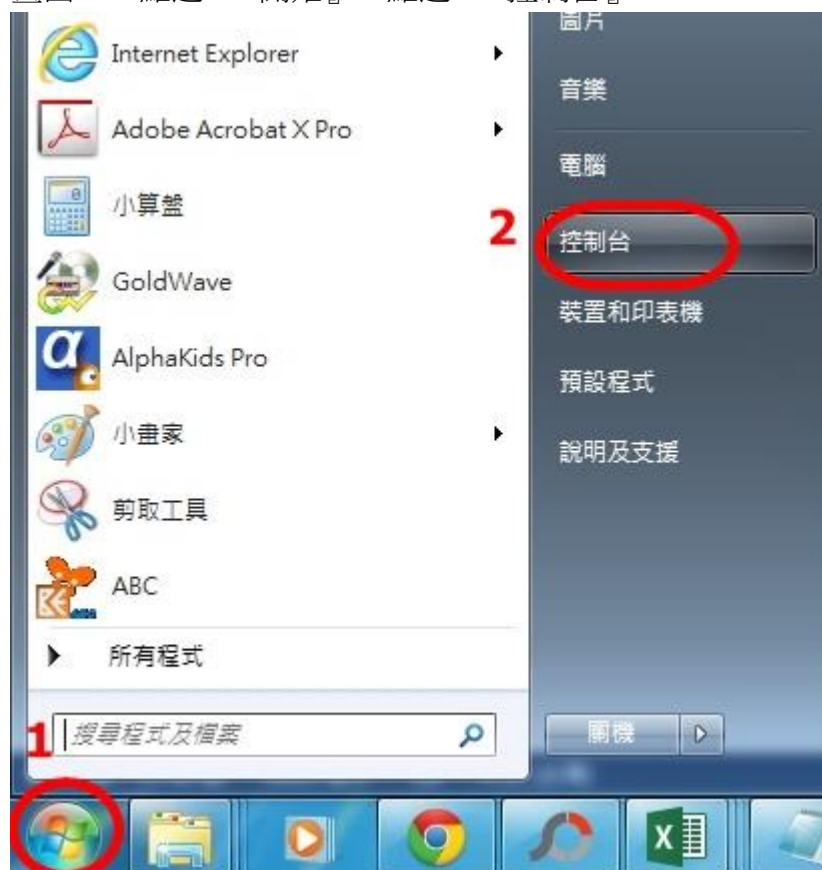 Internet Explorer
Adobe Acrobat X Pro
小算盤
GoldWave
AlphaKids Pro
小畫家
剪取工具
ABC
所有程式
1
搜尋程式及檔案
圖片
音樂
電腦
2
控制台
裝置和印表機
預設程式
說明及支援
關機